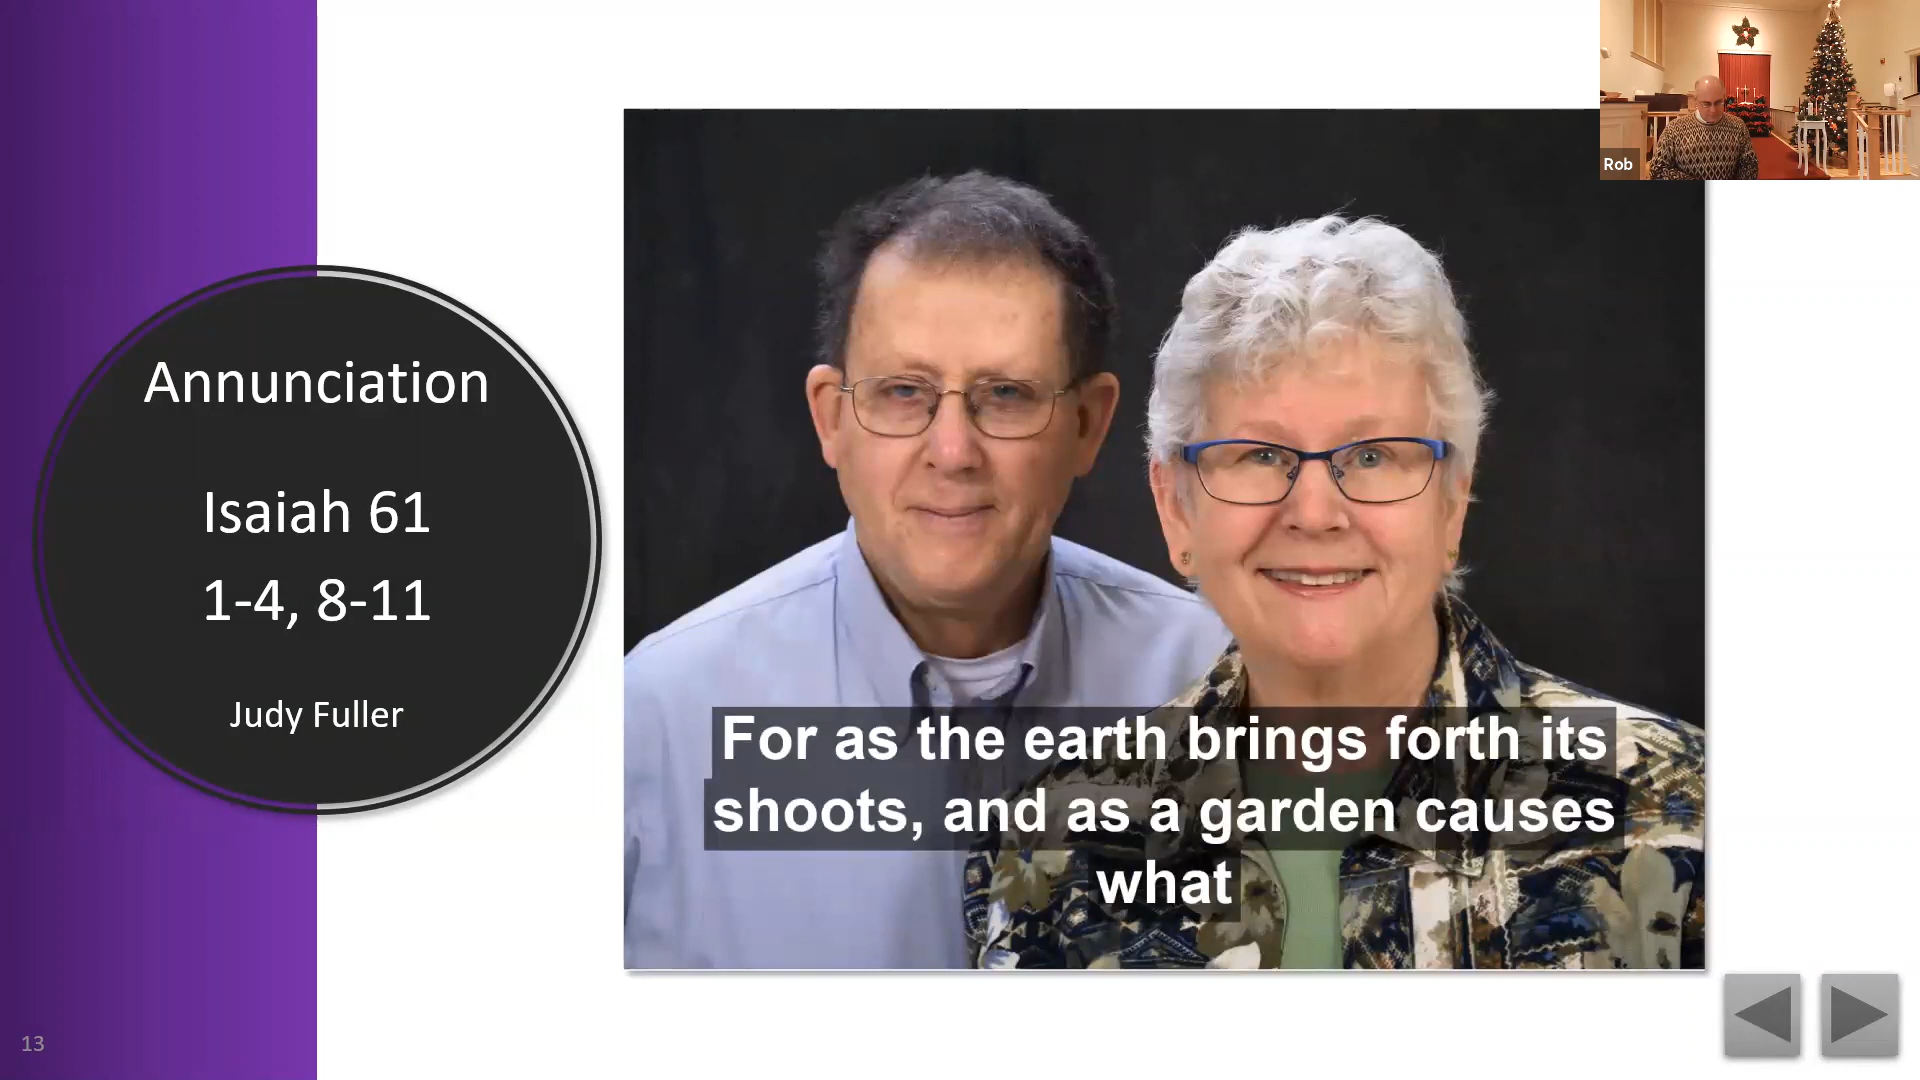 Annunciation
Isaiah 61
1-4, 8-11
Judy Fuller
For as the earth brings forth its
shoots, and as a garden causes
what
Rob
13